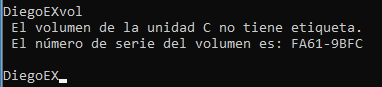 DiegoEXvol
El volumen de la unidad C no tiene etiqueta.
El número de serie del volumen es: FA61-9BFC
DiegoEX